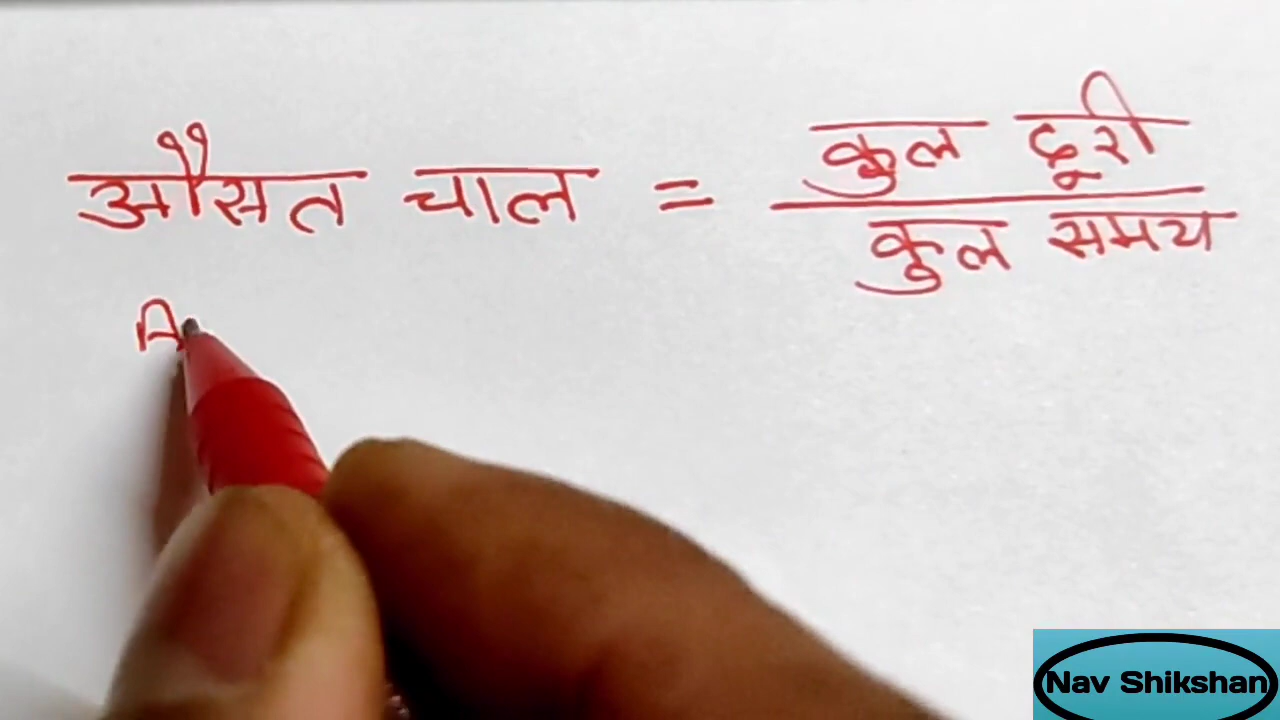 औसत चाल = कुल दूरी
कुल समय
A
Nav Shikshan